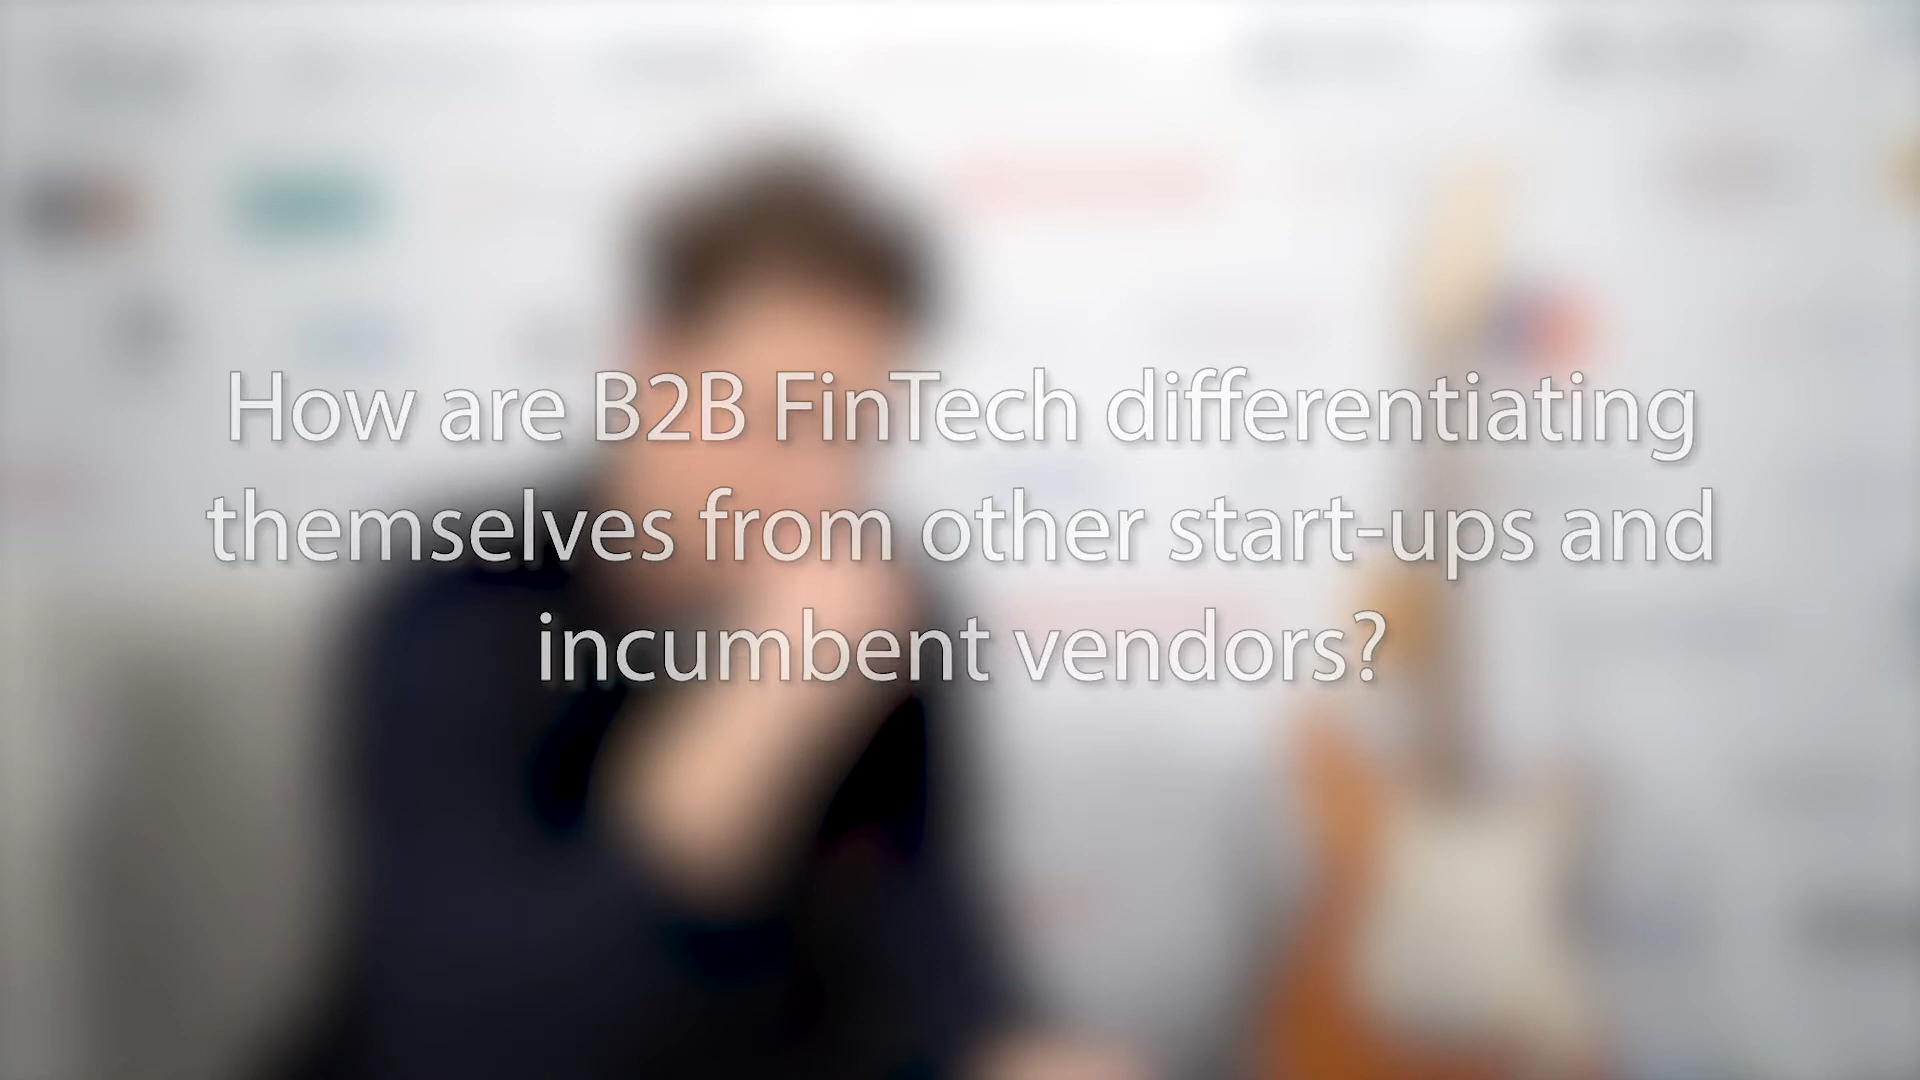 How are B2B FinTech differentiating
themselves from other start-ups and
incumbent vendors?